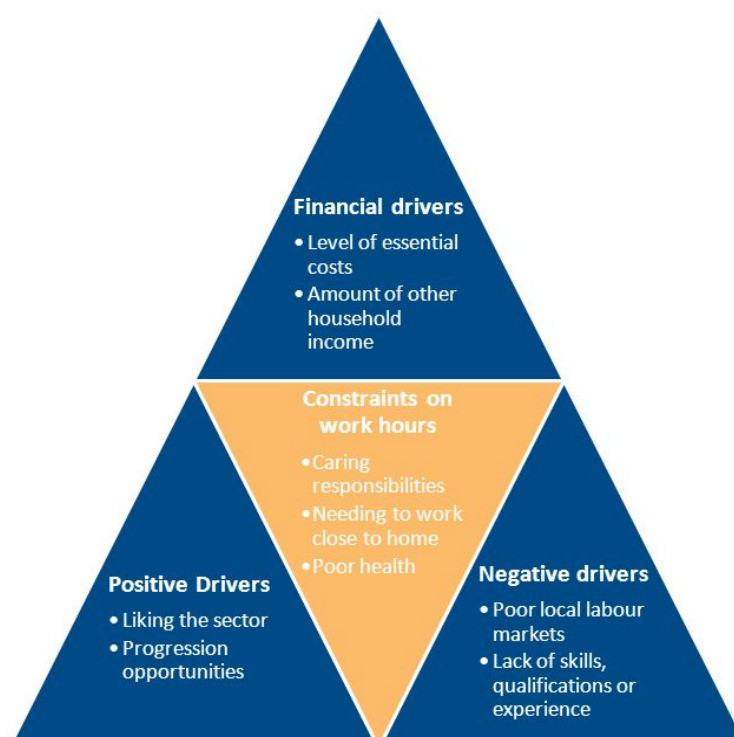 Financial drivers
• Level of essential
costs
• Amount of other
household
income
Constraints on
work hours
• Caring
responsibilities
• Needing to work
close to home
• Poor health
Positive Drivers
• Liking the sector
• Progression
opportunities
Negative drivers
• Poor local labour
markets
• Lack of skills,
qualifications or
experience